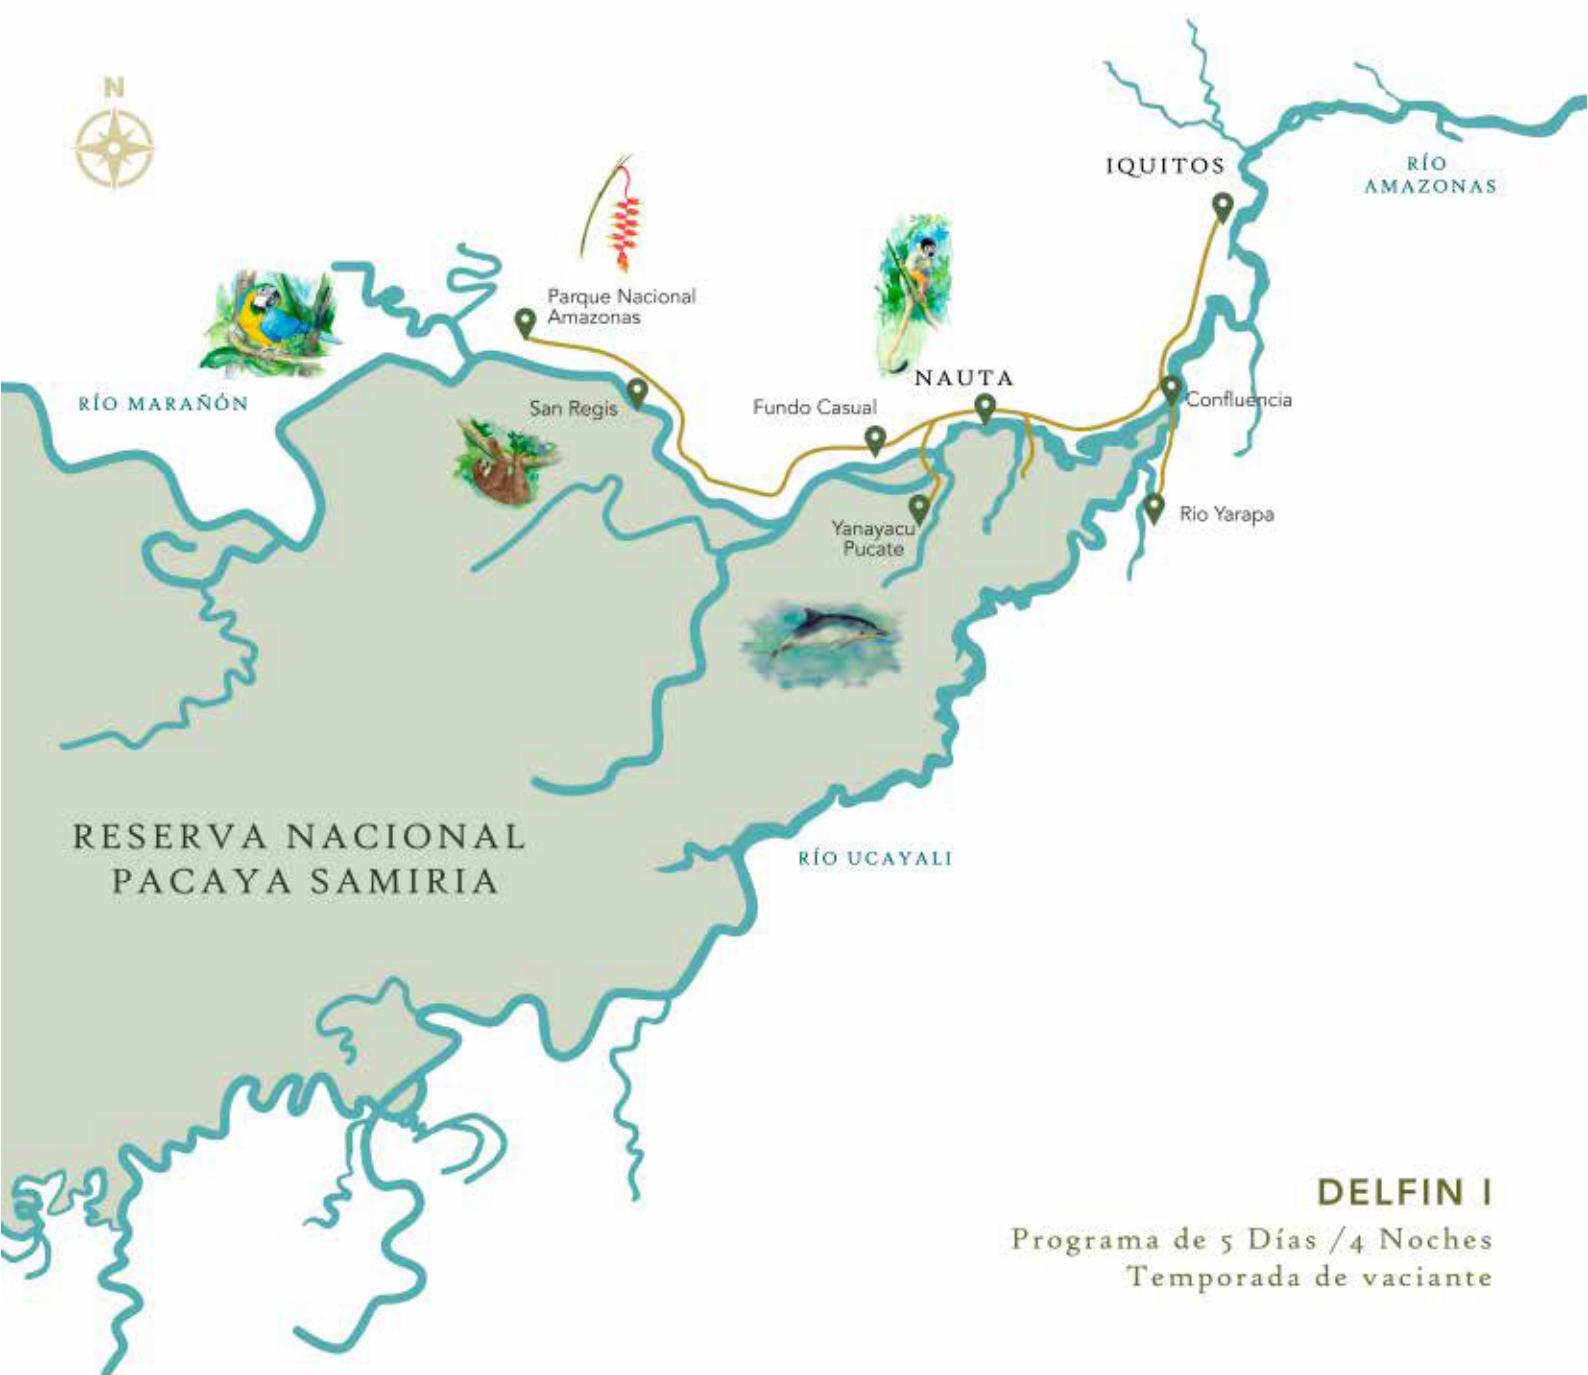 N
IQUITOS
RÍO
AMAZONAS
Parque Nacional
Amazonas
NAUTA
RÍO MARAÑÓN
San Regis
Fundo Casual
Confluencia
Yanayacu
Pucate
Rio Yarapa
RESERVA NACIONAL
PACAYA SAMIRIA
RÍO UCAYALI
DELFIN I
Programa de 5 Días /4 Noches
Temporada de vaciante